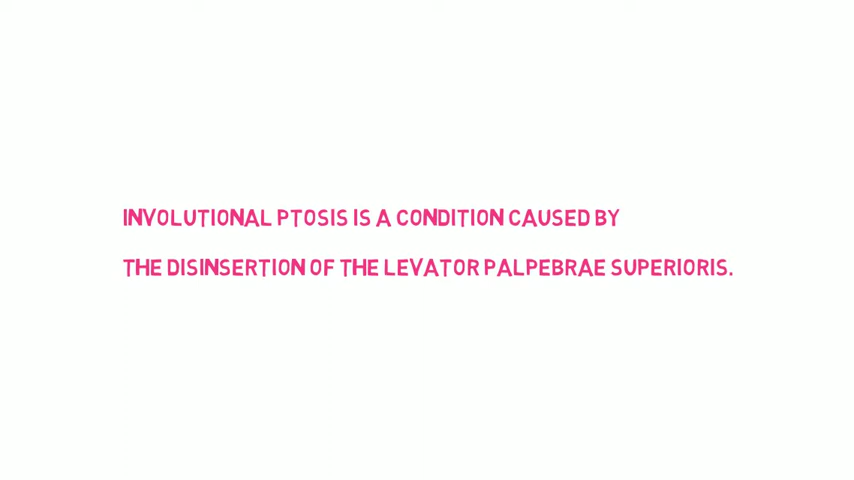 INVOLUTIONAL PTOSIS IS A CONDITION CAUSED BY
THE DISINSERTION OF THE LEVATOR PALPEBRAE SUPERIORIS.